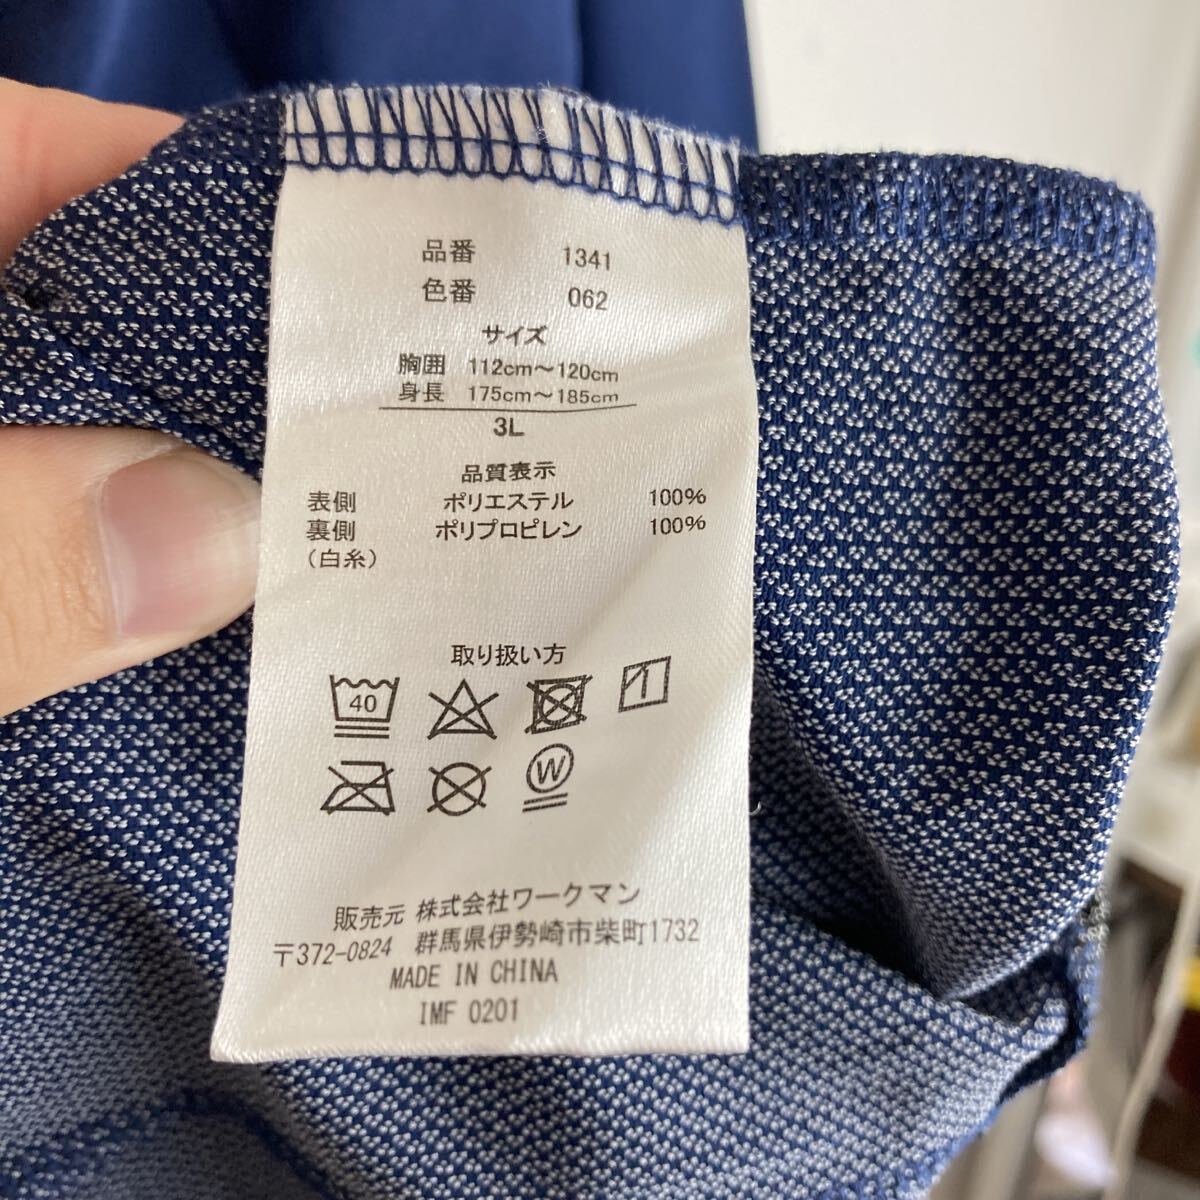 品番 1341
色番 062
サイズ
胸囲 112cm〜120cm
身長 175cm〜185cm
3L
品質表示
表側 ポリエステル 100%
裏側 ポリプロピレン 100%
(白糸)
取り扱い方
40
W
販売元 株式会社ワークマン
〒372-0824 群馬県伊勢崎市柴町1732
MADE IN CHINA
IMF 0201